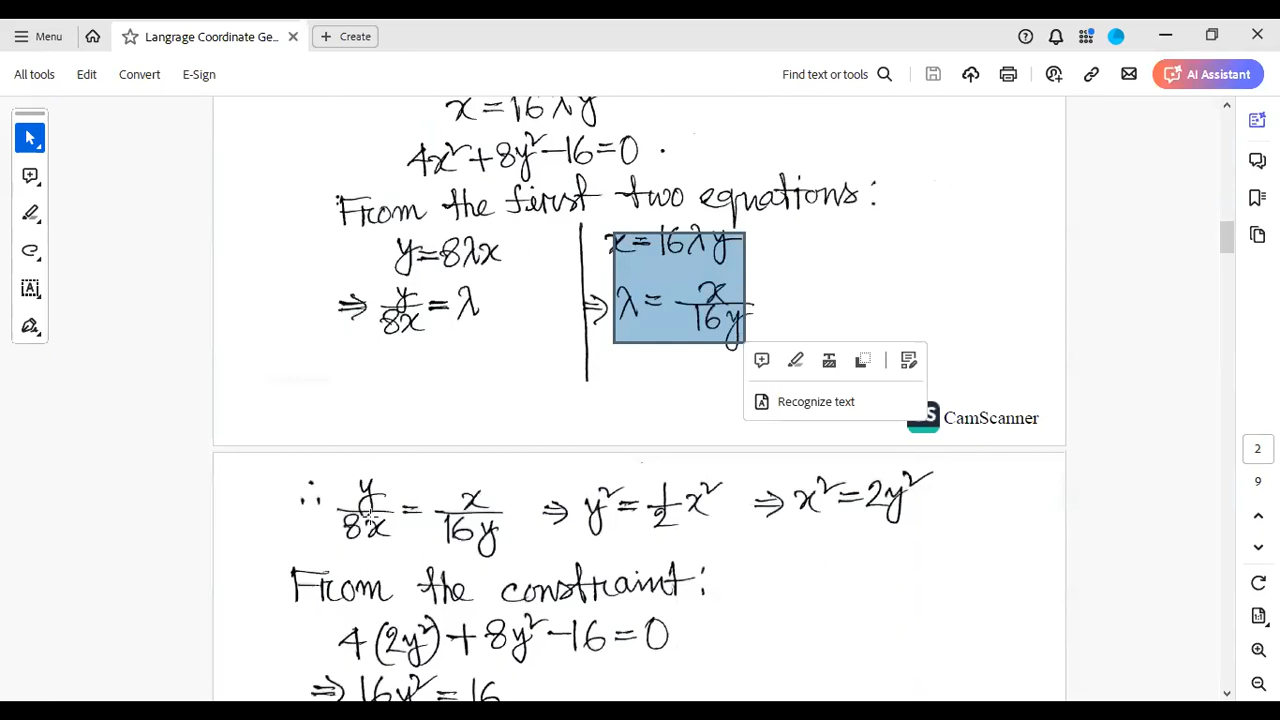 Menu
Langrage Coordinate Ge...
Create
All tools
Edit
Convert
E-Sign
Find text or tools
AI Assistant
x = 16λy
4x² + 8y² - 16 = 0 .
From the first two equations:
y = 8λx
x = 16λy
⇒ y/8x = λ
⇒ λ = x/16y
Recognize text
CS CamScanner
2
9
∴ y/8x = x/16y ⇒ y² = 1/2 x² ⇒ x² = 2y²
From the constraint:
4(2y²) + 8y² - 16 = 0
⇒ 16y² = 16